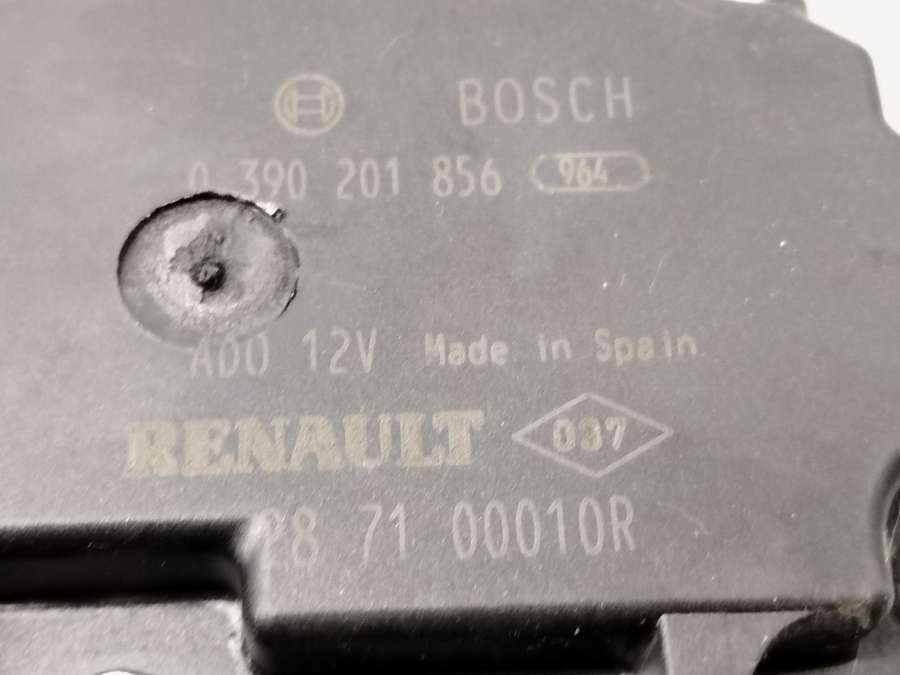 BOSCH
0 390 201 856 964
ADO 12V Made in Spain
RENAULT 037
28 71 00010R